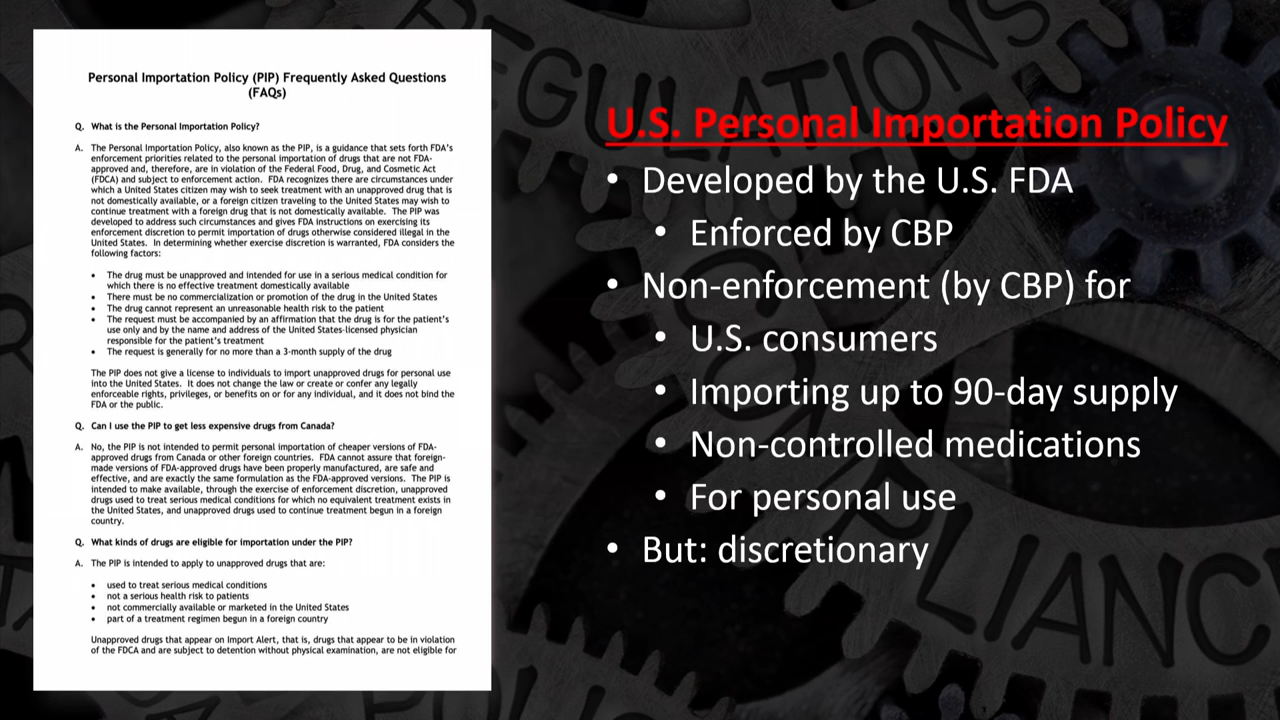 Personal Importation Policy (PIP) Frequently Asked Questions
(FAQs)
Q. What is the Personal Importation Policy?
A. The Personal Importation Policy, also known as the PIP, is a guidance that sets forth FDA's
enforcement priorities related to the personal importation of drugs that are not FDA-
approved and, therefore, are in violation of the Federal Food, Drug, and Cosmetic Act
(FDCA) and subject to enforcement action. FDA recognizes there are circumstances under
which a United States citizen may wish to seek treatment with an unapproved drug that is
not domestically available, or a foreign citizen traveling to the United States may wish to
continue treatment with a foreign drug that is not domestically available. The PIP was
developed to address such circumstances and gives FDA instructions on exercising its
enforcement discretion to permit importation of drugs otherwise considered illegal in the
United States. In determining whether exercise discretion is warranted, FDA considers the
following factors:
• The drug must be unapproved and intended for use in a serious medical condition for
which there is no effective treatment domestically available
• There must be no commercialization or promotion of the drug in the United States
• The drug cannot represent an unreasonable health risk to the patient
• The request must be accompanied by an affirmation that the drug is for the patient's
use only and by the name and address of the United States-licensed physician
responsible for the patient's treatment
• The request is generally for no more than a 3-month supply of the drug
The PIP does not give a license to individuals to import unapproved drugs for personal use
into the United States. It does not change the law or create or confer any legally
enforceable rights, privileges, or benefits on or for any individual, and it does not bind the
FDA or the public.
Q. Can I use the PIP to get less expensive drugs from Canada?
A. No, the PIP is not intended to permit personal importation of cheaper versions of FDA-
approved drugs from Canada or other foreign countries. FDA cannot assure that foreign-
made versions of FDA-approved drugs have been properly manufactured, are safe and
effective, and are exactly the same formulation as the FDA-approved versions. The PIP is
intended to make available, through the exercise of enforcement discretion, unapproved
drugs used to treat serious medical conditions for which no equivalent treatment exists in
the United States, and unapproved drugs used to continue treatment begun in a foreign
country.
Q. What kinds of drugs are eligible for importation under the PIP?
A. The PIP is intended to apply to unapproved drugs that are:
• used to treat serious medical conditions
• not a serious health risk to patients
• not commercially available or marketed in the United States
• part of a treatment regimen begun in a foreign country
Unapproved drugs that appear on Import Alert, that is, drugs that appear to be in violation
of the FDCA and are subject to detention without physical examination, are not eligible for
U.S. Personal Importation Policy
• Developed by the U.S. FDA
• Enforced by CBP
• Non-enforcement (by CBP) for
• U.S. consumers
• Importing up to 90-day supply
• Non-controlled medications
• For personal use
• But: discretionary
EGULATIONS
PLIANC